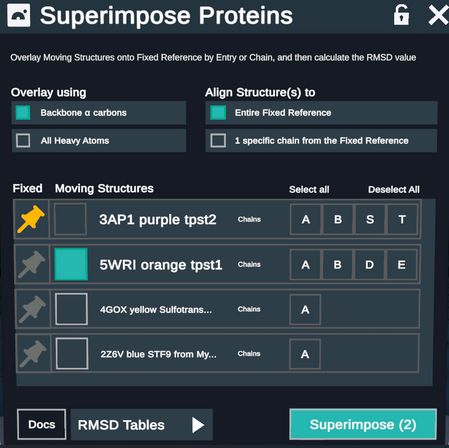 Superimpose Proteins
Overlay Moving Structures onto Fixed Reference by Entry or Chain, and then calculate the RMSD value
Overlay using
Align Structure(s) to
Backbone α carbons
Entire Fixed Reference
All Heavy Atoms
1 specific chain from the Fixed Reference
Fixed Moving Structures Select all Deselect All
3AP1 purple tpst2 Chains A B S T
5WRI orange tpst1 Chains A B D E
4GOX yellow Sulfotrans... Chains A
2Z6V blue STF9 from My... Chains A
Docs RMSD Tables Superimpose (2)